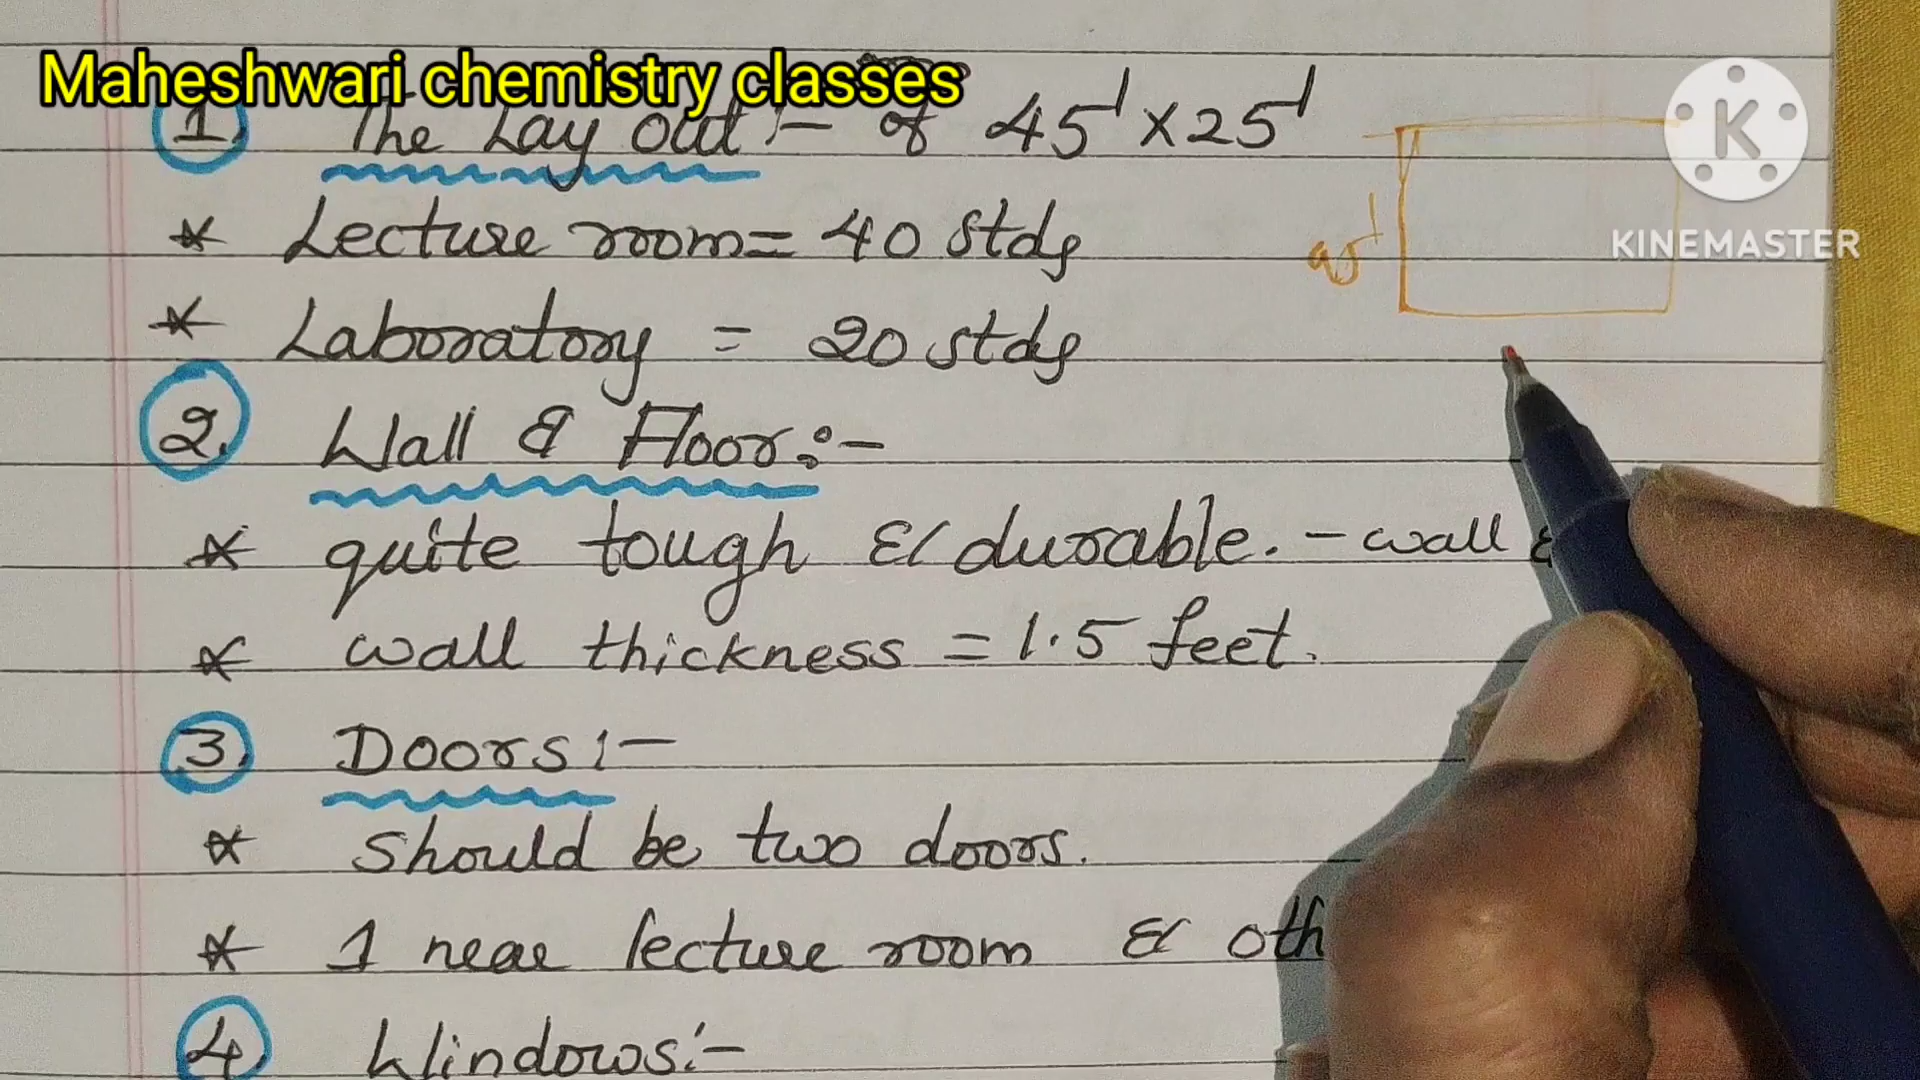 Maheshwari chemistry classes
1. The Lay out :- of 45' x 25'
* Lecture room = 40 stds
* Laboratory = 20 stds
25'
K
KINEMASTER
2. Wall & Floor :-
* quite tough & durable. - wall &
* wall thickness = 1.5 feet.
3. Doors :-
* should be two doors.
* 1 near lecture room & oth
4. Windows :-